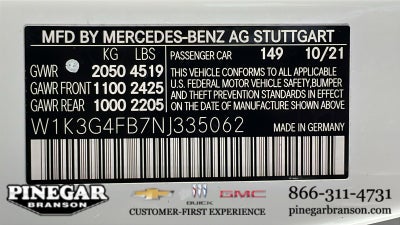 MFD BY MERCEDES-BENZ AG STUTTGART
KG LBS PASSENGER CAR 149 10/21
GVWR 2050 4519
GAWR FRONT 1100 2425
GAWR REAR 1000 2205
THIS VEHICLE CONFORMS TO ALL APPLICABLE
U.S. FEDERAL MOTOR VEHICLE SAFETY, BUMPER
AND THEFT PREVENTION STANDARDS
IN EFFECT ON THE DATE OF
MANUFACTURE SHOWN ABOVE.
W1K3G4FB7NJ335062
MADE IN GERMANY
PINEGAR
BRANSON
BUICK
GMC
CUSTOMER-FIRST EXPERIENCE
866-311-4731
pinegarbranson.com